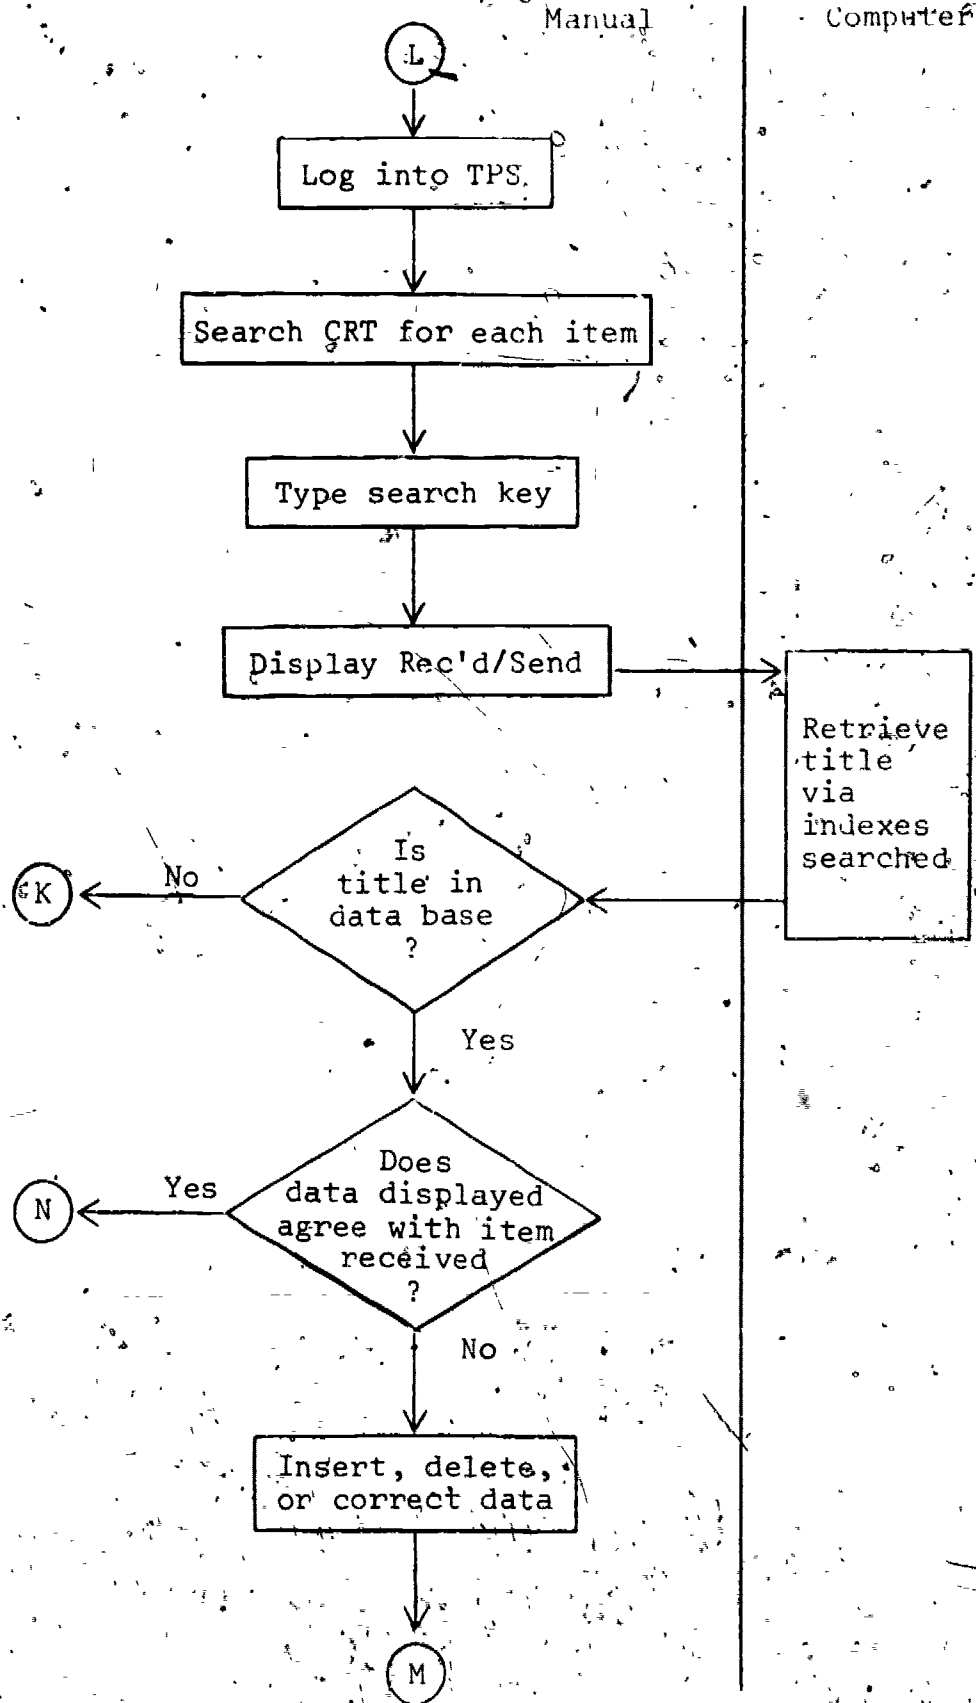 Manual
Computer
L
Log into TPS
Search CRT for each item
Type search key
Display Rec'd/Send
Retrieve
title
via
indexes
searched
Is
title in
data base
?
No
K
Yes
Does
data displayed
agree with item
received
?
Yes
N
No
Insert, delete,
or correct data
M